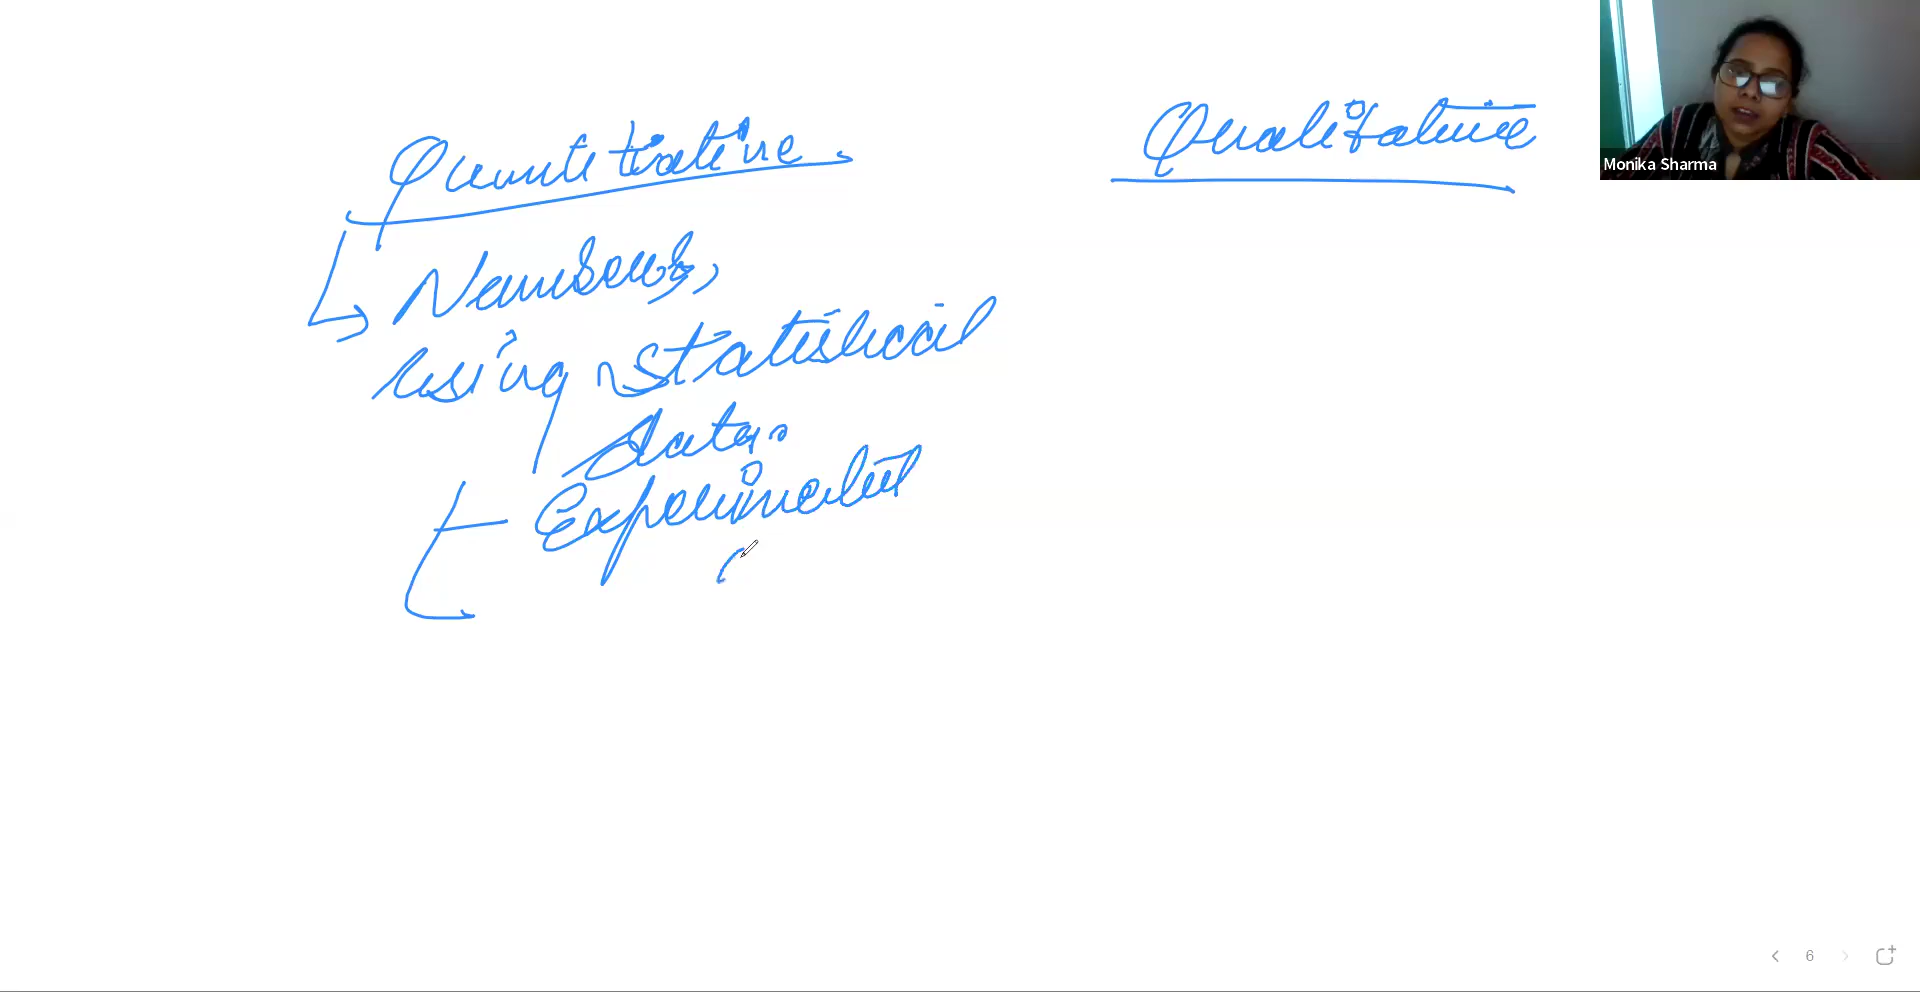 Quantitative
Qualitative
Monika Sharma
Numbers,
using statistical
data.
Experimental
6